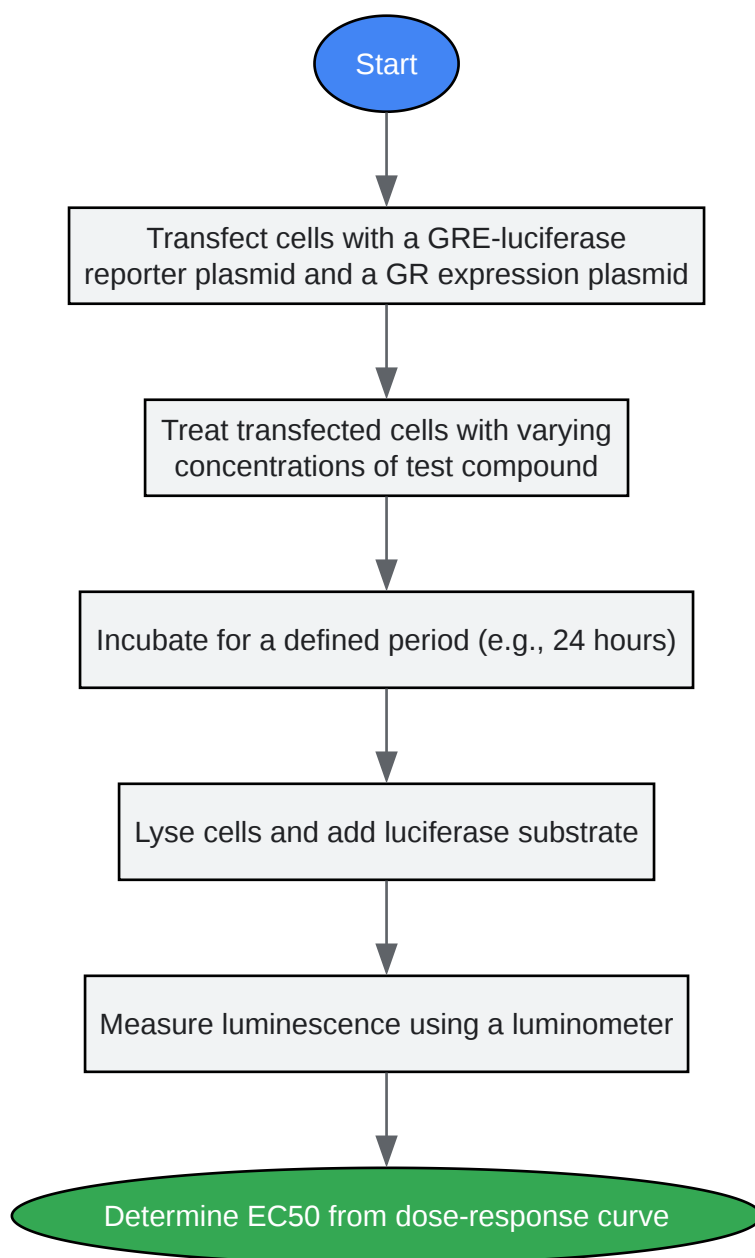 Start
Transfect cells with a GRE-luciferase
reporter plasmid and a GR expression plasmid
Treat transfected cells with varying
concentrations of test compound
Incubate for a defined period (e.g., 24 hours)
Lyse cells and add luciferase substrate
Measure luminescence using a luminometer
Determine EC50 from dose-response curve